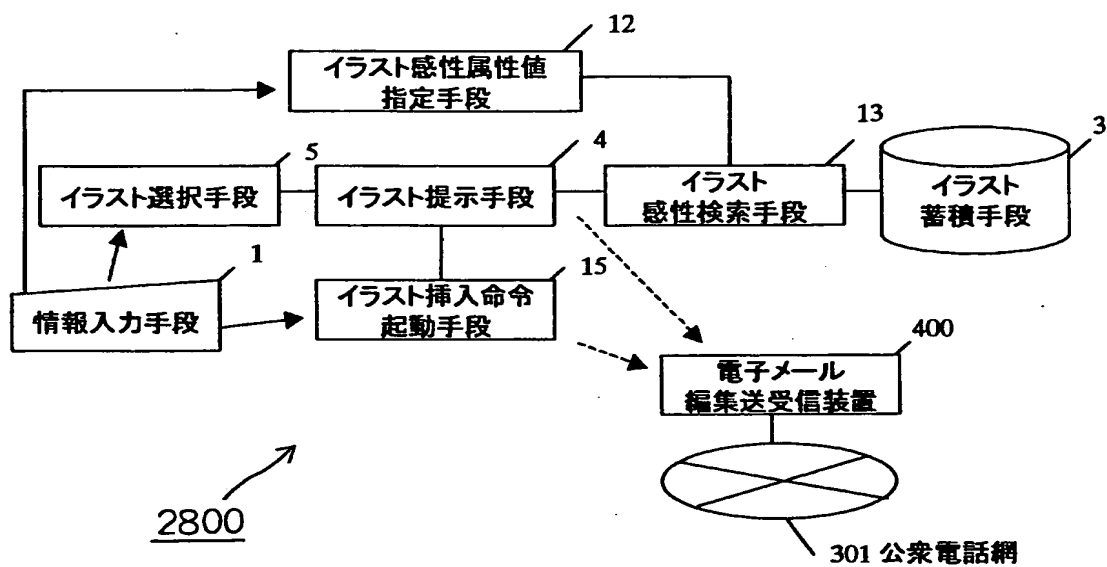 12
イラスト感性属性値
指定手段
13
3
5
4
イラスト選択手段
イラスト提示手段
イラスト
感性検索手段
イラスト
蓄積手段
1
15
情報入力手段
イラスト挿入命令
起動手段
400
電子メール
編集送受信装置
2800
301 公衆電話網